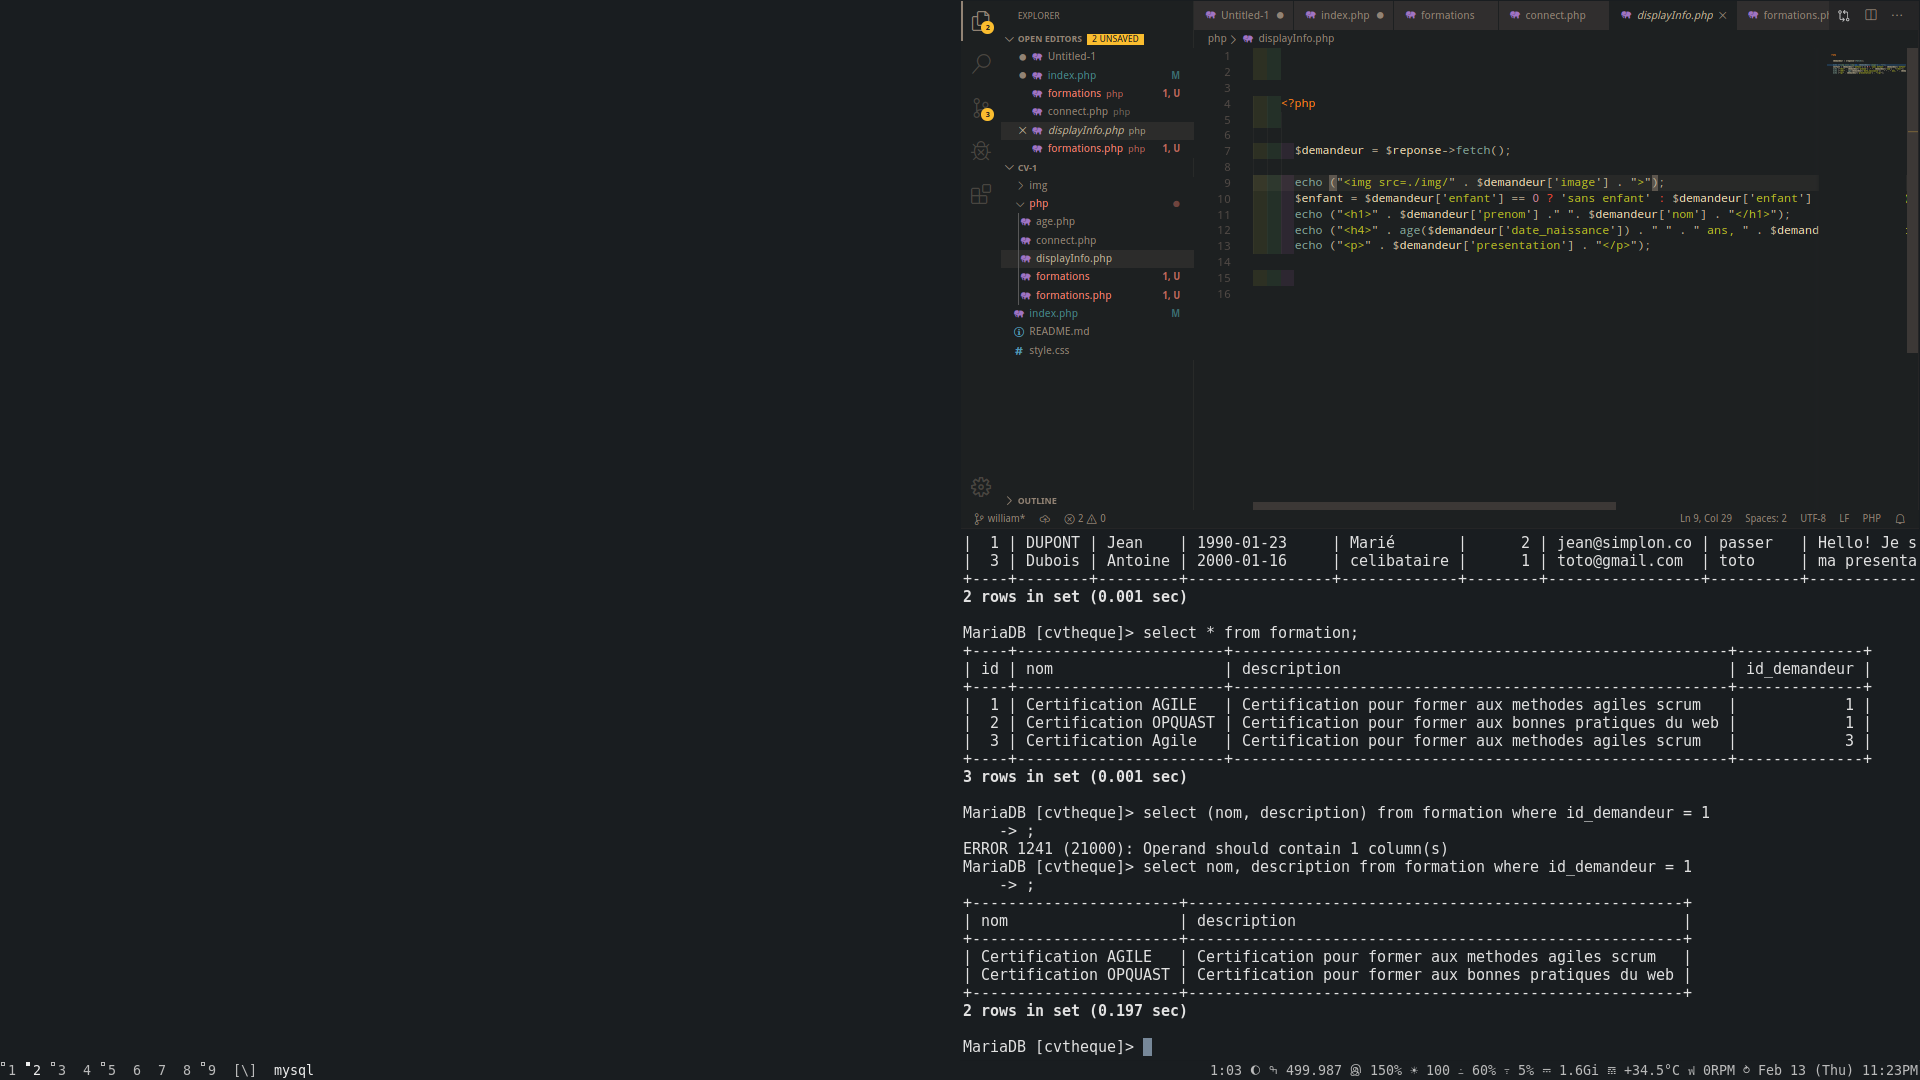 EXPLORER
OPEN EDITORS 2 UNSAVED
Untitled-1
index.php M
formations php 1, U
connect.php php
displayInfo.php php
formations.php php 1, U
CV-1
img
php
age.php
connect.php
displayInfo.php
formations 1, U
formations.php 1, U
index.php M
README.md
# style.css
OUTLINE
2
3
Untitled-1 index.php formations connect.php displayInfo.php formations.ph
php > displayInfo.php
1
2
3
4 <?php
5
6
7 $demandeur = $reponse->fetch();
8
9 echo ("<img src=./img/" . $demandeur['image'] . ">");
10 $enfant = $demandeur['enfant'] == 0 ? 'sans enfant' : $demandeur['enfant']
11 echo ("<h1>" . $demandeur['prenom'] ." ". $demandeur['nom'] . "</h1>");
12 echo ("<h4>" . age($demandeur['date_naissance']) . " " . " ans, " . $demand
13 echo ("<p>" . $demandeur['presentation'] . "</p>");
14
15
16
william* 2 0 Ln 9, Col 29 Spaces: 2 UTF-8 LF PHP
| 1 | DUPONT | Jean | 1990-01-23 | Marié | 2 | jean@simplon.co | passer | Hello! Je s
| 3 | Dubois | Antoine | 2000-01-16 | celibataire | 1 | toto@gmail.com | toto | ma presenta
+----+--------+---------+----------------+-------------+--------+-----------------+----------+------------
2 rows in set (0.001 sec)
MariaDB [cvtheque]> select * from formation;
+----+-----------------------+-------------------------------------------------------+--------------+
| id | nom | description | id_demandeur |
+----+-----------------------+-------------------------------------------------------+--------------+
| 1 | Certification AGILE | Certification pour former aux methodes agiles scrum | 1 |
| 2 | Certification OPQUAST | Certification pour former aux bonnes pratiques du web | 1 |
| 3 | Certification Agile | Certification pour former aux methodes agiles scrum | 3 |
+----+-----------------------+-------------------------------------------------------+--------------+
3 rows in set (0.001 sec)
MariaDB [cvtheque]> select (nom, description) from formation where id_demandeur = 1
-> ;
ERROR 1241 (21000): Operand should contain 1 column(s)
MariaDB [cvtheque]> select nom, description from formation where id_demandeur = 1
-> ;
+-----------------------+-------------------------------------------------------+
| nom | description |
+-----------------------+-------------------------------------------------------+
| Certification AGILE | Certification pour former aux methodes agiles scrum |
| Certification OPQUAST | Certification pour former aux bonnes pratiques du web |
+-----------------------+-------------------------------------------------------+
2 rows in set (0.197 sec)
MariaDB [cvtheque]>
1 2 3 4 5 6 7 8 9 [\] mysql 1:03 499.987 150% 100 60% 5% 1.6Gi +34.5°C 0RPM Feb 13 (Thu) 11:23PM